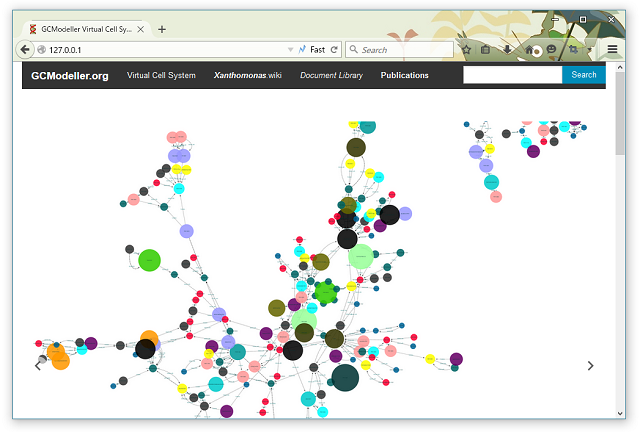 GCModeller Virtual Cell Sy...
127.0.0.1
Fast
Search
GCModeller.org
Virtual Cell System
Xanthomonas.wiki
Document Library
Publications
Search